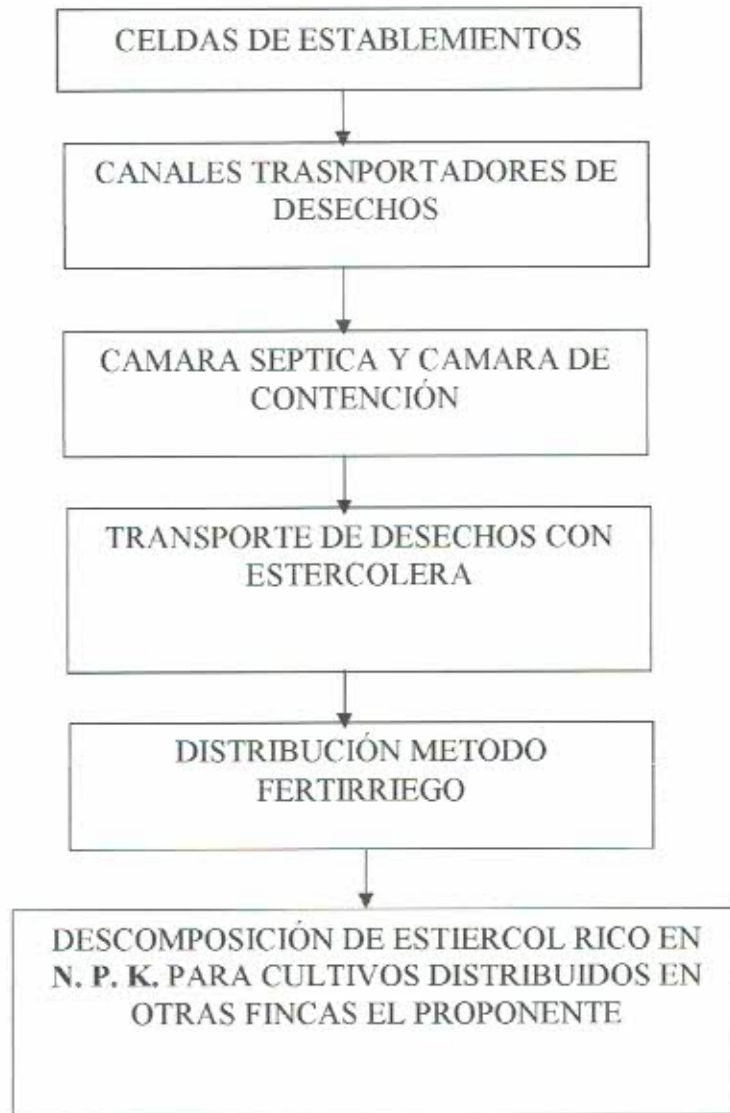 CELDAS DE ESTABLEMIENTOS
CANALES TRASNPORTADORES DE
DESECHOS
CAMARA SEPTICA Y CAMARA DE
CONTENCIÓN
TRANSPORTE DE DESECHOS CON
ESTERCOLERA
DISTRIBUCIÓN METODO
FERTIRRIEGO
DESCOMPOSICIÓN DE ESTIERCOL RICO EN
N. P. K. PARA CULTIVOS DISTRIBUIDOS EN
OTRAS FINCAS EL PROPONENTE